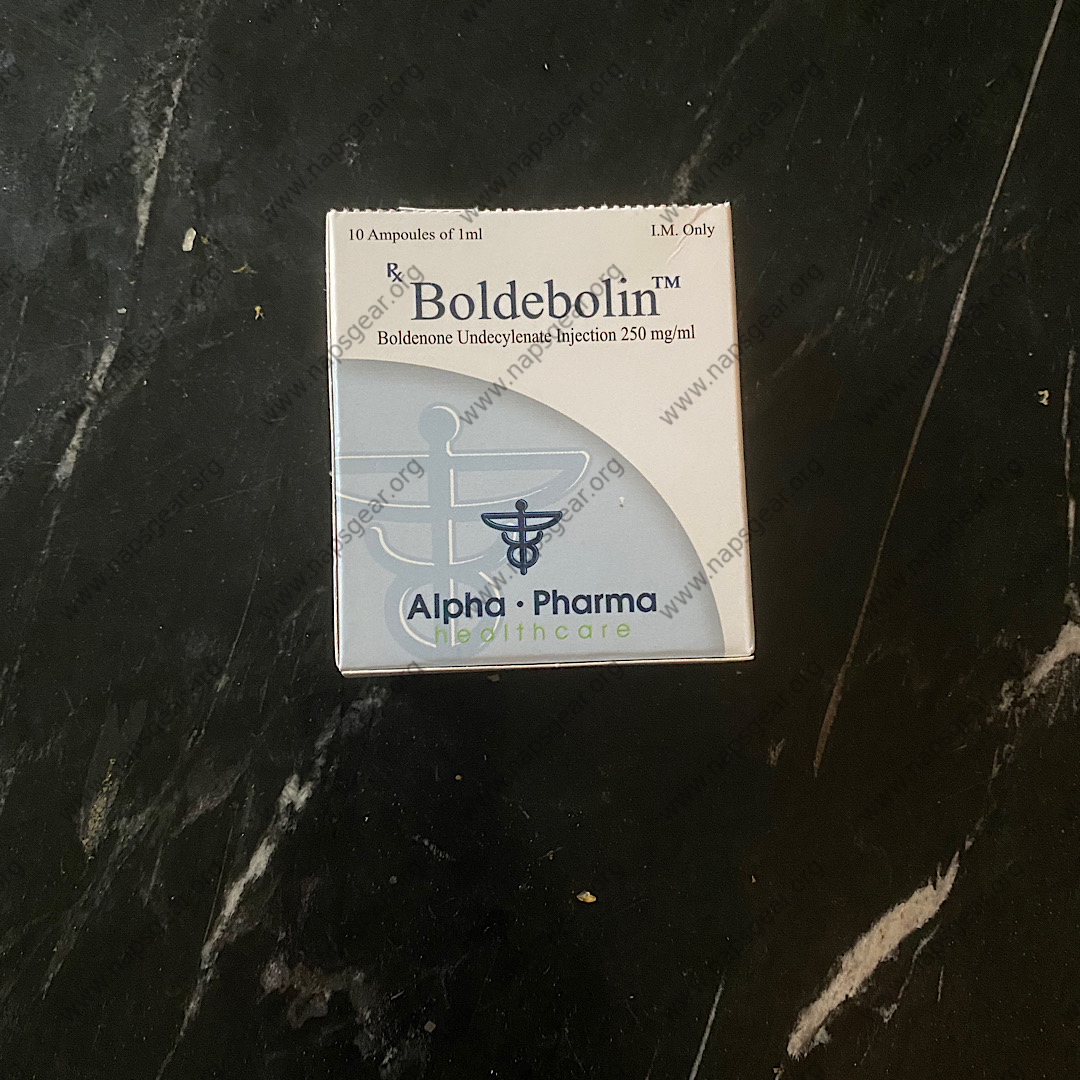 10 Ampoules of 1ml
I.M. Only
℞
Boldebolin™
Boldenone Undecylenate Injection 250 mg/ml
Alpha · Pharma
healthcare
www.napsgear.org